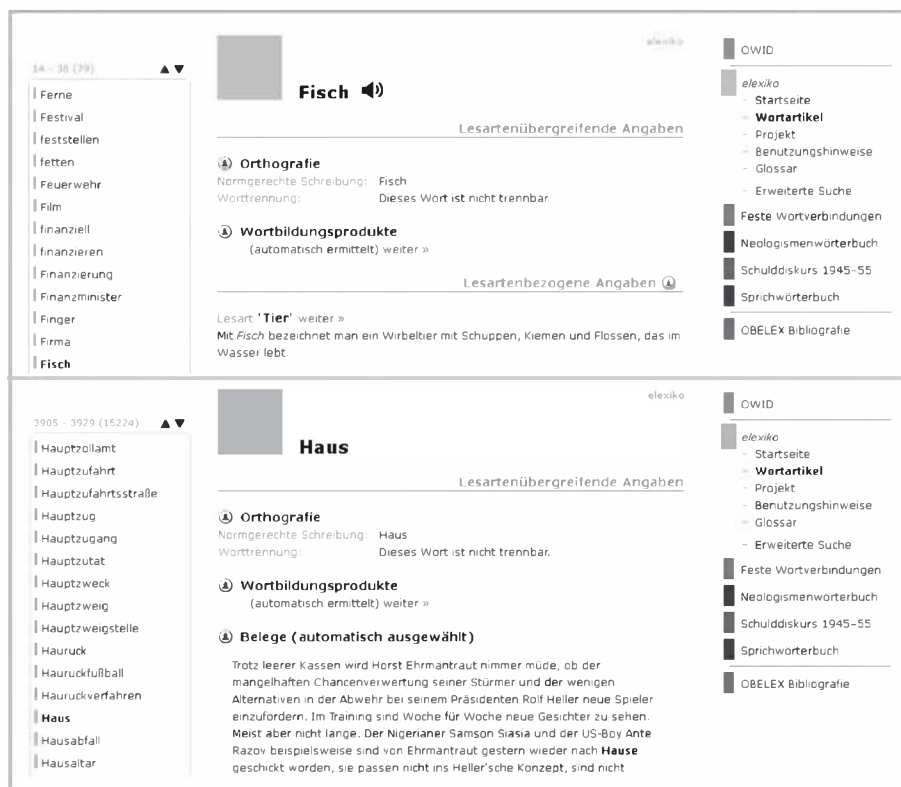 14 - 38 (79)
Ferne
Festival
feststellen
fetten
Feuerwehr
Film
finanziell
finanzieren
Finanzierung
Finanzminister
Finger
Firma
Fisch
elexiko
Fisch
Lesartenübergreifende Angaben
Orthografie
Normgerechte Schreibung: Fisch
Worttrennung: Dieses Wort ist nicht trennbar.
Wortbildungsprodukte
(automatisch ermittelt) weiter »
Lesartenbezogene Angaben
Lesart 'Tier' weiter »
Mit Fisch bezeichnet man ein Wirbeltier mit Schuppen, Kiemen und Flossen, das im
Wasser lebt.
OWID
elexiko
- Startseite
- Wortartikel
- Projekt
- Benutzungshinweise
- Glossar
- Erweiterte Suche
Feste Wortverbindungen
Neologismenwörterbuch
Schulddiskurs 1945-55
Sprichwörterbuch
OBELEX Bibliografie
3905 - 3929 (15224)
Hauptzollamt
Hauptzufahrt
Hauptzufahrtsstraße
Hauptzug
Hauptzugang
Hauptzutat
Hauptzweck
Hauptzweig
Hauptzweigstelle
Hauruck
Hauruckfußball
Hauruckverfahren
Haus
Hausabfall
Hausaltar
elexiko
Haus
Lesartenübergreifende Angaben
Orthografie
Normgerechte Schreibung: Haus
Worttrennung: Dieses Wort ist nicht trennbar.
Wortbildungsprodukte
(automatisch ermittelt) weiter »
Belege (automatisch ausgewählt)
Trotz leerer Kassen wird Horst Ehrmantraut nimmer müde, ob der
mangelhaften Chancenverwertung seiner Stürmer und der wenigen
Alternativen in der Abwehr bei seinem Präsidenten Rolf Heller neue Spieler
einzufordern. Im Training sind Woche für Woche neue Gesichter zu sehen.
Meist aber nicht lange. Der Nigerianer Samson Siasia und der US-Boy Ante
Razov beispielsweise sind von Ehrmantraut gestern wieder nach Hause
geschickt worden, sie passen nicht ins Heller'sche Konzept, sind nicht
OWID
elexiko
- Startseite
- Wortartikel
- Projekt
- Benutzungshinweise
- Glossar
- Erweiterte Suche
Feste Wortverbindungen
Neologismenwörterbuch
Schulddiskurs 1945-55
Sprichwörterbuch
OBELEX Bibliografie